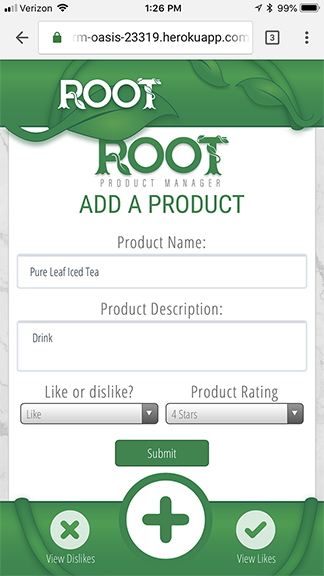 Verizon 1:26 PM 99%
rm-oasis-23319.herokuapp.com 3
ROOT
ROOT
PRODUCT MANAGER
ADD A PRODUCT
Product Name:
Pure Leaf Iced Tea
Product Description:
Drink
Like or dislike? Product Rating
Like 4 Stars
Submit
View Dislikes View Likes